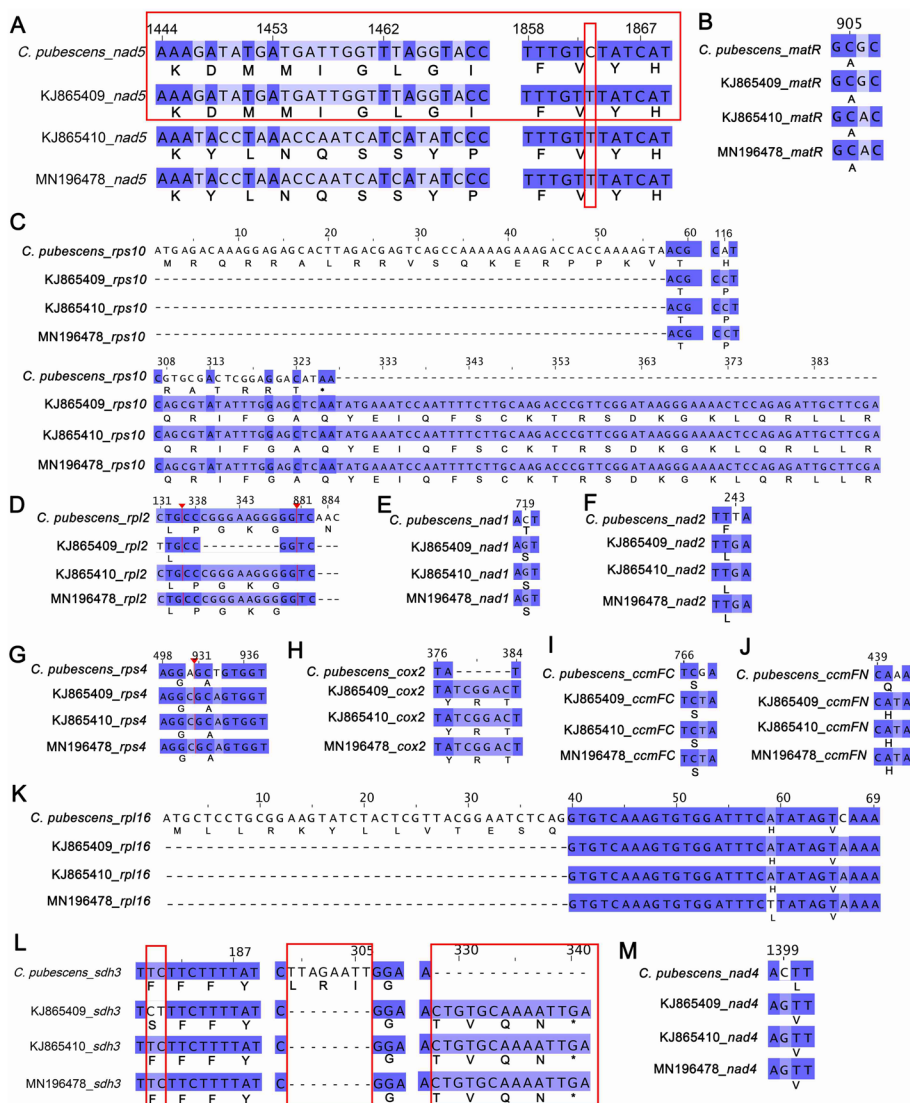 A
1444 1453 1462 1858 1867
C. pubescens_nad5 AAAGATATGATGATTGGTTTAGGTACC TTTGTCTATCAT
K D M M I G L G I F V Y H
KJ865409_nad5 AAAGATATGATGATTGGTTTAGGTACC TTTGTTTATCAT
K D M M I G L G I F V Y H
KJ865410_nad5 AAATACCTAAACCAATCATCATATCCC TTTGTTTATCAT
K Y L N Q S S Y P F V Y H
MN196478_nad5 AAATACCTAAACCAATCATCATATCCC TTTGTTTATCAT
K Y L N Q S S Y P F V Y H
B
905
C. pubescens_matR GCGC
A
KJ865409_matR GCGC
A
KJ865410_matR GCAC
A
MN196478_matR GCAC
A
C
10 20 30 40 50 60 116
C. pubescens_rps10 ATGAGACAAAGGAGAGCACTTAGACGAGTCAGCCAAAAAGAAAGACCACCAAAAGTAACG CAT
M R Q R R A L R R V S Q K E R P P K V T H
KJ865409_rps10 ---------------------------------------------------------ACG CCT
T P
KJ865410_rps10 ---------------------------------------------------------ACG CCT
T P
MN196478_rps10 ---------------------------------------------------------ACG CCT
T P
308 313 323 333 343 353 363 373 383
C. pubescens_rps10 CGTGCGACTCGGAGGACATAA----------------------------------------------------------------
R A T R R T *
KJ865409_rps10 CAGCGTATATTTGGAGCTCAATATGAAATCCAATTTTCTTGCAAGACCCGTTCGGATAAGGGAAAACTCCAGAGATTGCTTCGA
Q R I F G A Q Y E I Q F S C K T R S D K G K L Q R L L R
KJ865410_rps10 CAGCGTATATTTGGAGCTCAATATGAAATCCAATTTTCTTGCAAGACCCGTTCGGATAAGGGAAAACTCCAGAGATTGCTTCGA
Q R I F G A Q Y E I Q F S C K T R S D K G K L Q R L L R
MN196478_rps10 CAGCGTATATTTGGAGCTCAATATGAAATCCAATTTTCTTGCAAGACCCGTTCGGATAAGGGAAAACTCCAGAGATTGCTTCGA
Q R I F G A Q Y E I Q F S C K T R S D K G K L Q R L L R
D
131 338 343 881 884
C. pubescens_rpl2 CTGCCCGGGAAGGGGGTCAAC
L P G K G N
KJ865409_rpl2 TTGCC---------GGTC---
L
KJ865410_rpl2 CTGCCCGGGAAGGGGGTC---
L P G K G
MN196478_rpl2 CTGCCCGGGAAGGGGGTC---
L P G K G
E
719
C. pubescens_nad1 ACT
T
KJ865409_nad1 AGT
S
KJ865410_nad1 AGT
S
MN196478_nad1 AGT
S
F
243
C. pubescens_nad2 TTTA
F
KJ865409_nad2 TTGA
L
KJ865410_nad2 TTGA
L
MN196478_nad2 TTGA
L
G
498 931 936
C. pubescens_rps4 AGGAGCTGTGGT
G A
KJ865409_rps4 AGGCGCAGTGGT
G A
KJ865410_rps4 AGGCGCAGTGGT
G A
MN196478_rps4 AGGCGCAGTGGT
G A
H
376 384
C. pubescens_cox2 TA------T
KJ865409_cox2 TATCGGACT
Y R T
KJ865410_cox2 TATCGGACT
Y R T
MN196478_cox2 TATCGGACT
Y R T
I
766
C. pubescens_ccmFC TCGA
S
KJ865409_ccmFC TCTA
S
KJ865410_ccmFC TCTA
S
MN196478_ccmFC TCTA
S
J
439
C. pubescens_ccmFN CAAA
Q
KJ865409_ccmFN CATA
H
KJ865410_ccmFN CATA
H
MN196478_ccmFN CATA
H
K
10 20 30 40 50 60 69
C. pubescens_rpl16 ATGCTCCTGCGGAAGTATCTACTCGTTACGGAATCTCAGGTGTCAAAGTGTGGATTTCATATAGTCAAA
M L L R K Y L L V T E S Q H V
KJ865409_rpl16 ---------------------------------------GTGTCAAAGTGTGGATTTCATATAGTAAAA
H V
KJ865410_rpl16 ---------------------------------------GTGTCAAAGTGTGGATTTCATATAGTAAAA
H V
MN196478_rpl16 ---------------------------------------GTGTCAAAGTGTGGATTTCTTATAGTAAAA
L V
L
187 305 330 340
C. pubescens_sdh3 TTCTTCTTTTAT CTTAGAATTGGA A--------------
F F F Y L R I G
KJ865409_sdh3 TCTTTCTTTTAT C--------GGA ACTGTGCAAAATTGA
S F F Y G T V Q N *
KJ865410_sdh3 TTCTTCTTTTAT C--------GGA ACTGTGCAAAATTGA
F F F Y G T V Q N *
MN196478_sdh3 TTCTTCTTTTAT C--------GGA ACTGTGCAAAATTGA
F F F Y G T V Q N *
M
1399
C. pubescens_nad4 ACTT
L
KJ865409_nad4 AGTT
V
KJ865410_nad4 AGTT
V
MN196478_nad4 AGTT
V